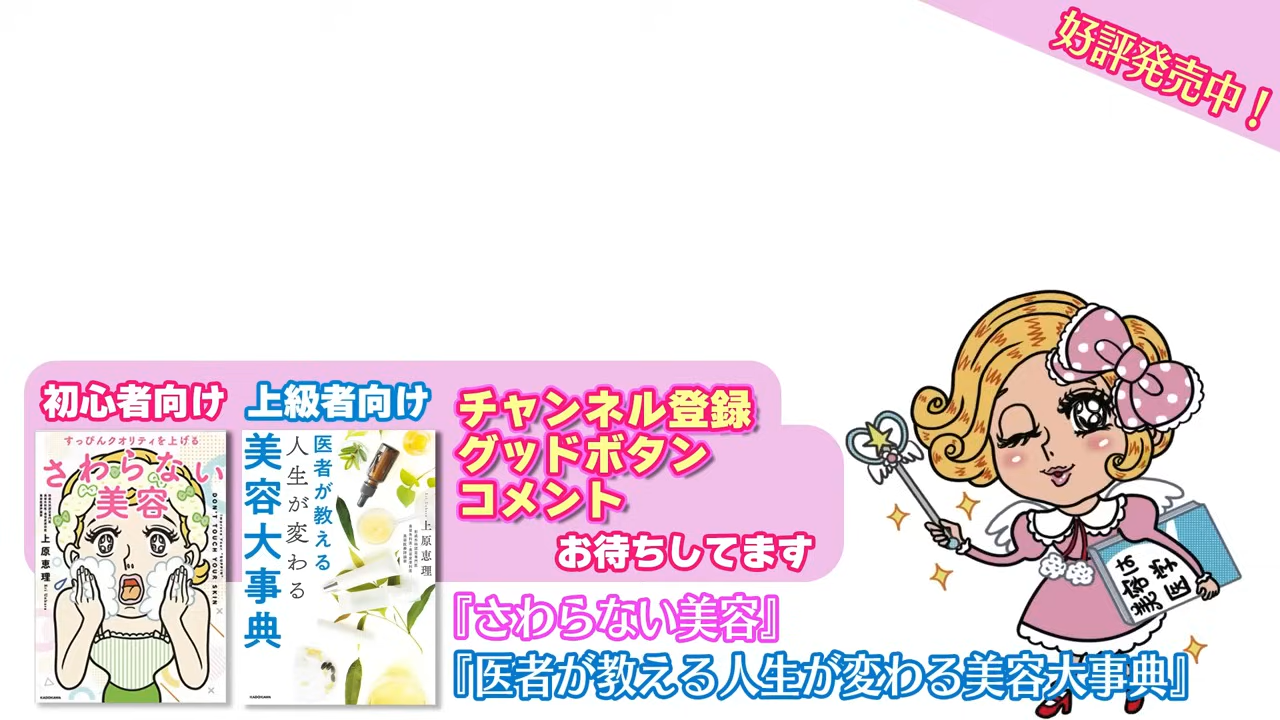 好評発売中！
初心者向け
上級者向け
チャンネル登録
グッドボタン
コメント
お待ちしてます
すっぴんクオリティを上げる
さわらない
美容
DON'T TOUCH YOUR SKIN
上原恵理
KADOKAWA
医者が教える
人生が変わる
美容大事典
上原恵理
KADOKAWA
『さわらない美容』
『医者が教える人生が変わる美容大事典』